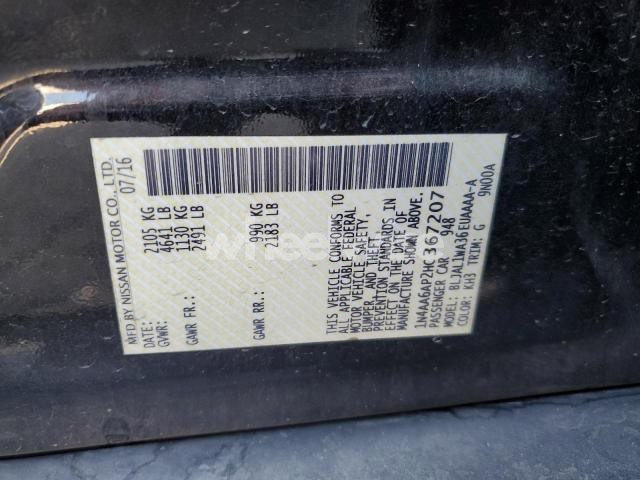 MFD BY NISSAN MOTOR CO., LTD.
DATE: 07/16
GVWR: 2105 KG
4641 LB
GAWR FR.: 1130 KG
2491 LB
GAWR RR.: 990 KG
2183 LB
THIS VEHICLE CONFORMS TO
ALL APPLICABLE FEDERAL
MOTOR VEHICLE SAFETY,
BUMPER, AND THEFT
PREVENTION STANDARDS IN
EFFECT ON THE DATE OF
MANUFACTURE SHOWN ABOVE.
1N4AA6AP2HC367207
PASSENGER CAR 948
MODEL: BLJALWA36EUAAAA-A
COLOR: KH3 TRIM: G 9N00A